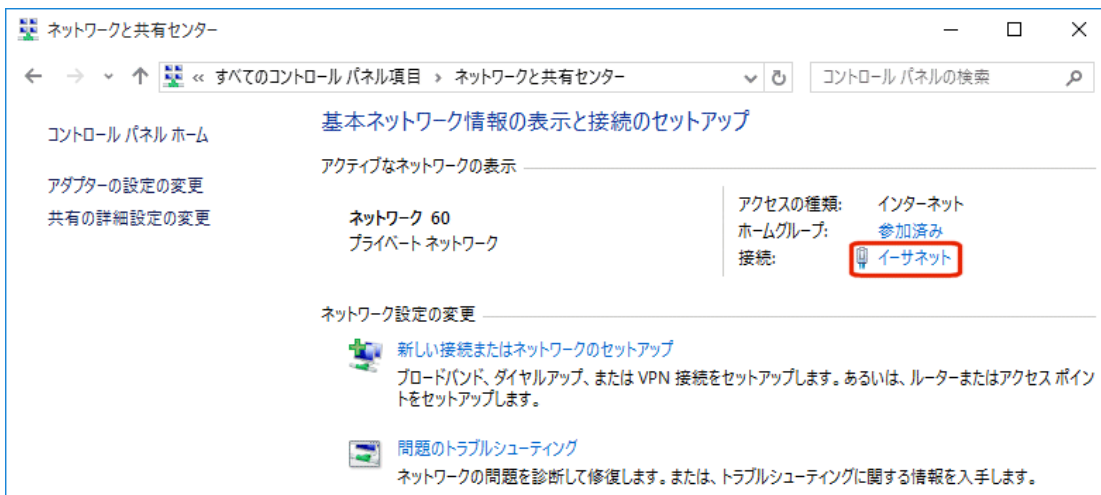 ネットワークと共有センター
« すべてのコントロール パネル項目 › ネットワークと共有センター
コントロール パネルの検索
コントロール パネル ホーム
アダプターの設定の変更
共有の詳細設定の変更
基本ネットワーク情報の表示と接続のセットアップ
アクティブなネットワークの表示
ネットワーク 60
プライベート ネットワーク
アクセスの種類: インターネット
ホームグループ: 参加済み
接続: イーサネット
ネットワーク設定の変更
新しい接続またはネットワークのセットアップ
ブロードバンド、ダイヤルアップ、または VPN 接続をセットアップします。あるいは、ルーターまたはアクセス ポイン
トをセットアップします。
問題のトラブルシューティング
ネットワークの問題を診断して修復します。または、トラブルシューティングに関する情報を入手します。